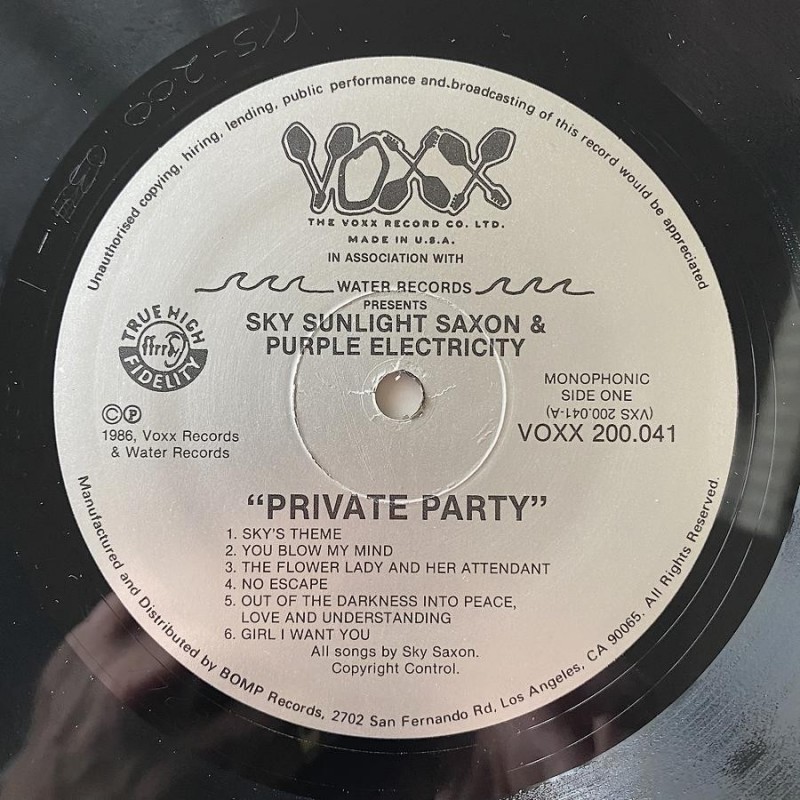 Unauthorised copying, hiring, lending, public performance and.broadcasting of this record would be appreciated
VOXX
THE VOXX RECORD CO. LTD.
MADE IN U.S.A.
IN ASSOCIATION WITH
WATER RECORDS
PRESENTS
SKY SUNLIGHT SAXON &
PURPLE ELECTRICITY
TRUE HIGH
ffrr
FIDELITY
MONOPHONIC
SIDE ONE
(VXS 200.041-A)
VOXX 200.041
©℗
1986, Voxx Records
& Water Records
“PRIVATE PARTY”
1. SKY'S THEME
2. YOU BLOW MY MIND
3. THE FLOWER LADY AND HER ATTENDANT
4. NO ESCAPE
5. OUT OF THE DARKNESS INTO PEACE,
LOVE AND UNDERSTANDING
6. GIRL I WANT YOU
All songs by Sky Saxon.
Copyright Control.
Manufactured and Distributed by BOMP Records, 2702 San Fernando Rd, Los Angeles, CA 90065. All Rights Reserved.